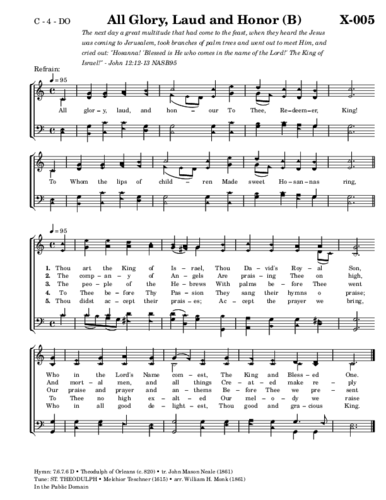 C - 4 - DO
All Glory, Laud and Honor (B)
X-005
The next day a great multitude that had come to the feast, when they heard the Jesus
was coming to Jerusalem, took branches of palm trees and went out to meet Him, and
cried out: "Hosanna! 'Blessed is He who comes in the name of the Lord!' The King of
Israel!" - John 12:12-13 NASB95
Refrain:
= 95
All glo-ry, laud, and hon - our To Thee, Re-deem-er, King!
To Whom the lips of child - ren Made sweet Ho-san-nas ring,
= 95
1. Thou art the King of Is - rael, Thou Da-vid's Roy - al Son,
2. The com-pan - y of An - gels Are prais - ing Thee on high,
3. The peo - ple of the He - brews With palms be - fore Thee went
4. To Thee be - fore Thy Pas - sion They sang their hymns o praise;
5. Thou didst ac - cept their prais - es; Ac - cept the prayer we bring,
Who in the Lord's Name com - est, The King and Bless - ed One.
And mort - al men, and all things Cre - at - ed make re - ply
Our praise and prayer and an - thems Be - fore Thee we pre - sent
To Thee no high ex - alt - ed Our mel - o - dy we raise
Who in all good de - light - est, Thou good and gra - cious King.
Hymn: 7.6.7.6 D • Theodulph of Orleans (c. 820) • tr. John Mason Neale (1861)
Tune: ST. THEODULPH • Melchior Teschner (1615) • arr. William H. Monk (1861)
In the Public Domain